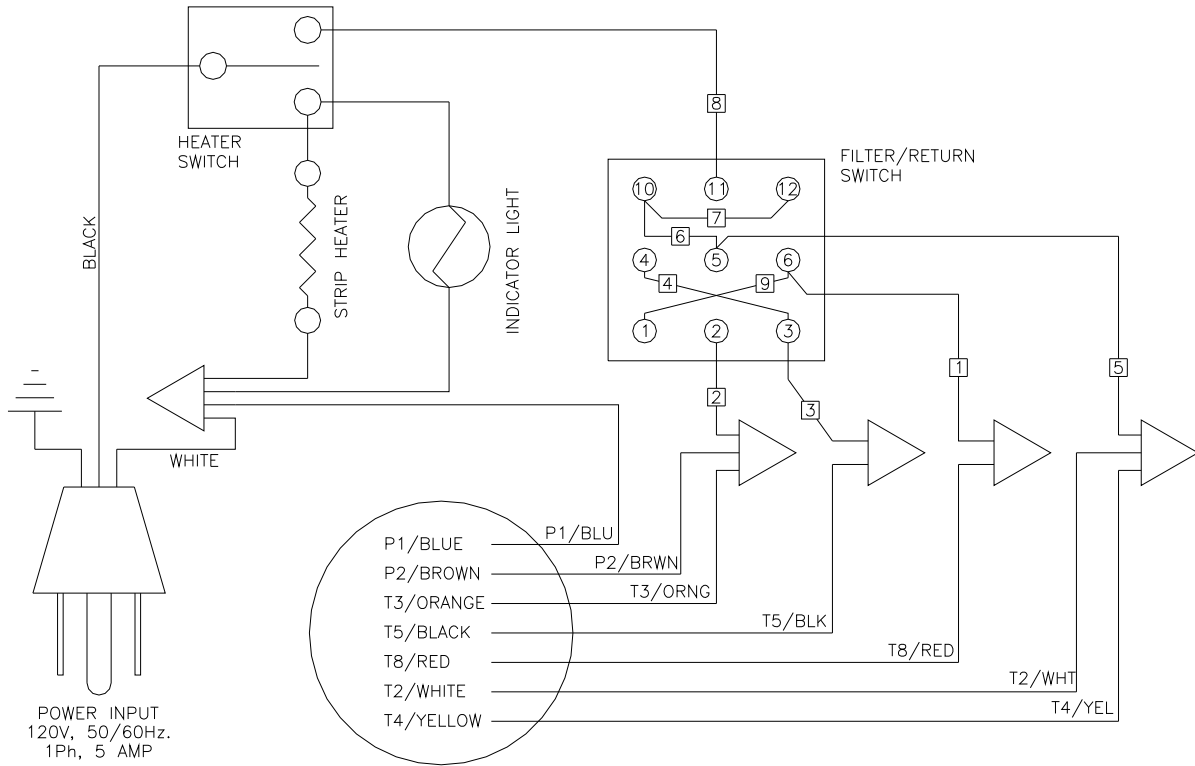 8
HEATER
SWITCH
FILTER/RETURN
SWITCH
10 11 12
7
6
4 5 6
4 9
1 2 3
BLACK
STRIP HEATER
INDICATOR LIGHT
1
5
2
3
WHITE
P1/BLUE P1/BLU
P2/BROWN P2/BRWN
T3/ORANGE T3/ORNG
T5/BLACK T5/BLK
T8/RED T8/RED
T2/WHITE T2/WHT
T4/YELLOW T4/YEL
POWER INPUT
120V, 50/60Hz.
1Ph, 5 AMP